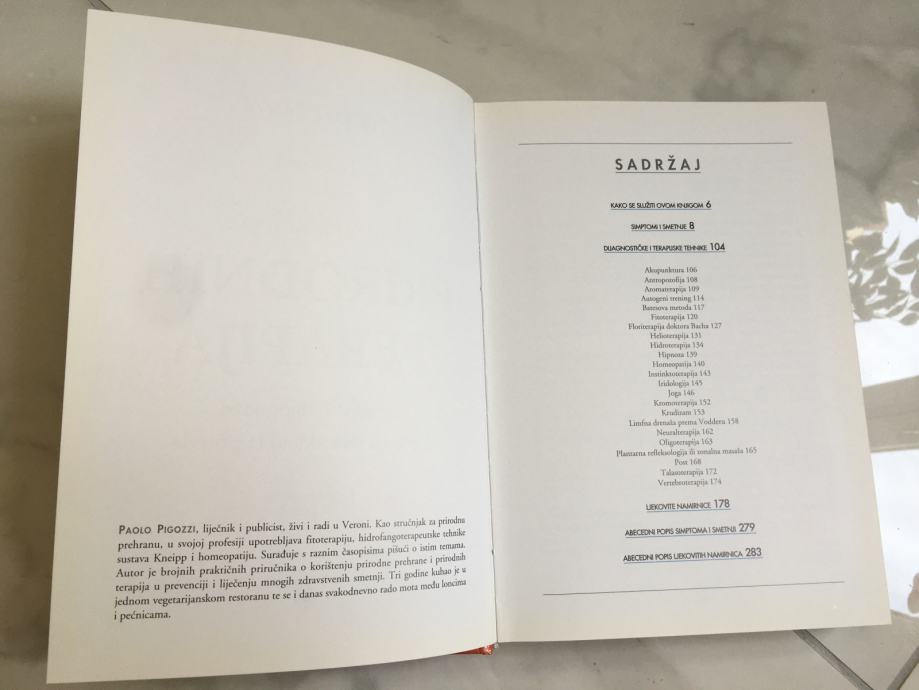 PAOLO PIGOZZI, liječnik i publicist, živi i radi u Veroni. Kao stručnjak za prirodnu
prehranu, u svojoj profesiji upotrebljava fitoterapiju, hidrofangoterapeutske tehnike
sustava Kneipp i homeopatiju. Surađuje s raznim časopisima pišući o istim temama.
Autor je brojnih praktičnih priručnika o korištenju prirodne prehrane i prirodnih
terapija u prevenciji i liječenju mnogih zdravstvenih smetnji. Tri godine kuhao je u
jednom vegetarijanskom restoranu te se i danas svakodnevno rado mota među loncima
i pećnicama.
SADRŽAJ
KAKO SE SLUŽITI OVOM KNJIGOM 6
SIMPTOMI I SMETNJE 8
DIJAGNOSTIČKE I TERAPIJSKE TEHNIKE 104
Akupunktura 106
Antropozofija 108
Aromaterapija 109
Autogeni trening 114
Batesova metoda 117
Fitoterapija 120
Floriterapija doktora Bacha 127
Helioterapija 131
Hidroterapija 134
Hipnoza 139
Homeopatija 140
Instinktoterapija 143
Iridologija 145
Joga 146
Kromoterapija 152
Krudizam 153
Limfna drenaža prema Vodderu 158
Neuralterapija 162
Oligoterapija 163
Plantarna refleksologija ili zonalna masaža 165
Post 168
Talasoterapija 172
Vertebroterapija 174
LJEKOVITE NAMIRNICE 178
ABECEDNI POPIS SIMPTOMA I SMETNJI 279
ABECEDNI POPIS LJEKOVITIH NAMIRNICA 283